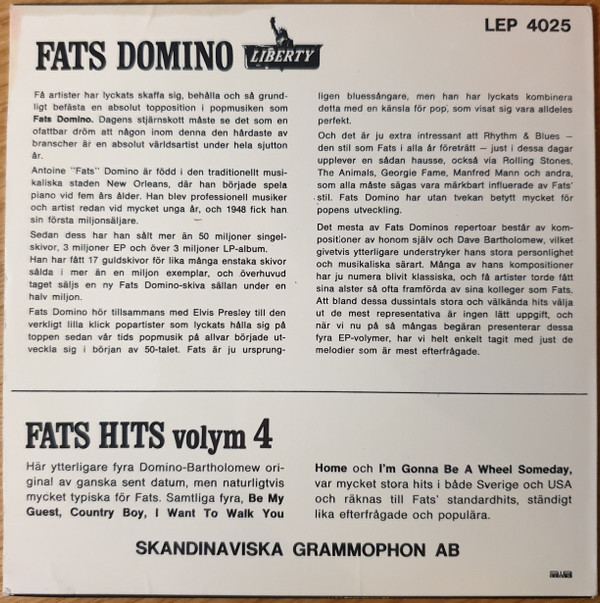 FATS DOMINO
LIBERTY
LEP 4025
Få artister har lyckats skaffa sig, behålla och så grund-
ligt befästa en absolut topposition i popmusiken som
Fats Domino. Dagens stjärnskott måste se det som en
ofattbar dröm att någon inom denna den hårdaste av
branscher är en absolut världsartist under hela sjutton
år.
Antoine "Fats" Domino är född i den traditionellt musi-
kaliska staden New Orleans, där han började spela
piano vid fem års ålder. Han blev professionell musiker
och artist redan vid mycket unga år, och 1948 fick han
sin första miljonsäljare.
Sedan dess har han sålt mer än 50 miljoner singel-
skivor, 3 miljoner EP och över 3 miljoner LP-album.
Han har fått 17 guldskivor för lika många enstaka skivor
sålda i mer än en miljon exemplar, och överhuvud
taget säljs en ny Fats Domino-skiva sällan under en
halv miljon.
Fats Domino hör tillsammans med Elvis Presley till den
verkligt lilla klick popartister som lyckats hålla sig på
toppen sedan vår tids popmusik på allvar började ut-
veckla sig i början av 50-talet. Fats är ju ursprung-
ligen bluessångare, men han har lyckats kombinera
detta med en känsla för pop, som visat sig vara alldeles
perfekt.
Och det är ju extra intressant att Rhythm & Blues –
den stil som Fats i alla år företrätt – just i dessa dagar
upplever en sådan hausse, också via Rolling Stones,
The Animals, Georgie Fame, Manfred Mann och andra,
som alla måste sägas vara märkbart influerade av Fats'
stil. Fats Domino har utan tvekan betytt mycket för
popens utveckling.
Det mesta av Fats Dominos repertoar består av kom-
positioner av honom själv och Dave Bartholomew, vilket
givetvis ytterligare understryker hans stora personlighet
och musikaliska särart. Många av hans kompositioner
har ju numera blivit klassiska, och få artister torde fått
sina alster så ofta framförda av sina kolleger som Fats.
Att bland dessa dussintals stora och välkända hits välja
ut de mest representativa är ingen lätt uppgift, och
när vi nu på så mångas begäran presenterar dessa
fyra EP-volymer, har vi helt enkelt tagit med just de
melodier som är mest efterfrågade.
FATS HITS volym 4
Här ytterligare fyra Domino-Bartholomew ori-
ginal av ganska sent datum, men naturligtvis
mycket typiska för Fats. Samtliga fyra, Be My
Guest, Country Boy, I Want To Walk You
Home och I'm Gonna Be A Wheel Someday,
var mycket stora hits i både Sverige och USA
och räknas till Fats' standardhits, ständigt
lika efterfrågade och populära.
SKANDINAVISKA GRAMMOPHON AB